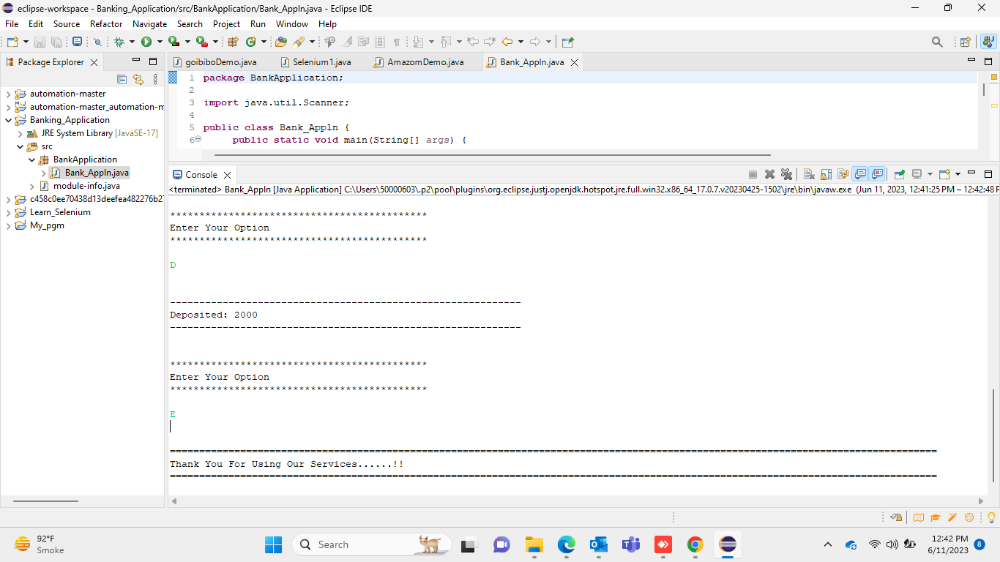 eclipse-workspace - Banking_Application/src/BankApplication/Bank_Appln.java - Eclipse IDE
File Edit Source Refactor Navigate Search Project Run Window Help
Package Explorer
goibiboDemo.java
Selenium1.java
AmazomDemo.java
Bank_Appln.java
automation-master
automation-master_automation-m
Banking_Application
JRE System Library [JavaSE-17]
src
BankApplication
Bank_Appln.java
module-info.java
c458c0ee70438d13deefea482276b2
Learn_Selenium
My_pgm
1 package BankApplication;
2
3 import java.util.Scanner;
4
5 public class Bank_Appln {
6 public static void main(String[] args) {
Console
<terminated> Bank_Appln [Java Application] C:\Users\50000603\.p2\pool\plugins\org.eclipse.justj.openjdk.hotspot.jre.full.win32.x86_64_17.0.7.v20230425-1502\jre\bin\javaw.exe (Jun 11, 2023, 12:41:25 PM – 12:42:48 P
********************************************
Enter Your Option
********************************************
D
------------------------------------------------------------
Deposited: 2000
------------------------------------------------------------
********************************************
Enter Your Option
********************************************
E
===================================================================================================================================
Thank You For Using Our Services......!!
===================================================================================================================================
92°F
Smoke
Search
12:42 PM
6/11/2023
8